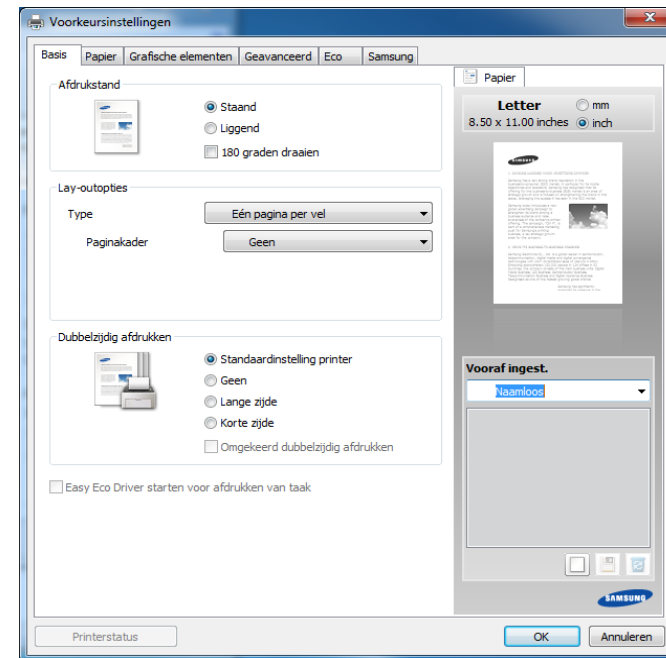 Voorkeursinstellingen
Basis Papier Grafische elementen Geavanceerd Eco Samsung
Afdrukstand
Staand
Liggend
180 graden draaien
Lay-outopties
Type Eén pagina per vel
Paginakader Geen
Dubbelzijdig afdrukken
Standaardinstelling printer
Geen
Lange zijde
Korte zijde
Omgekeerd dubbelzijdig afdrukken
Easy Eco Driver starten voor afdrukken van taak
Papier
Letter mm
8.50 x 11.00 inches inch
Vooraf ingest.
Naamloos
SAMSUNG
Printerstatus OK Annuleren